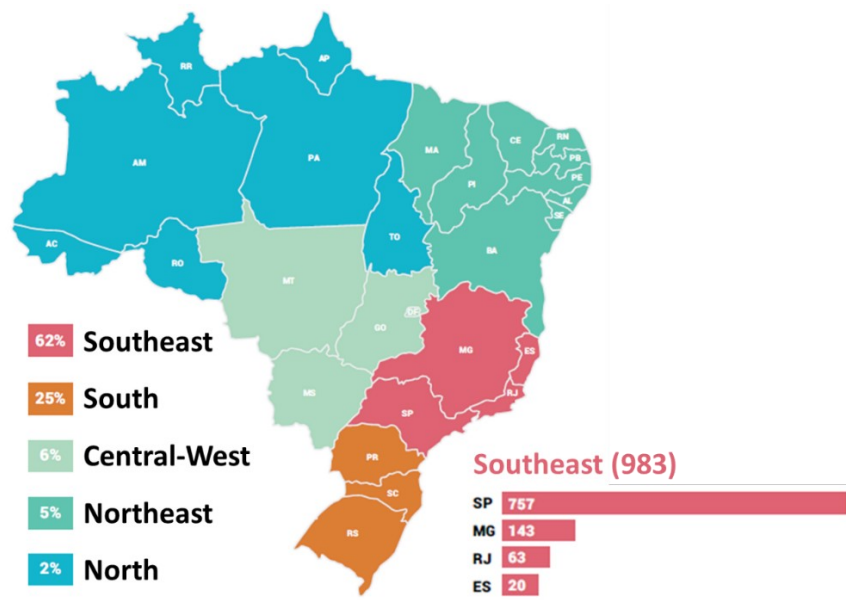 RR
AP
AM
PA
MA
CE
RN
PB
PE
PI
AL
SE
AC
RO
TO
BA
MT
GO
DF
MG
ES
MS
SP
RJ
PR
SC
RS
62% Southeast
25% South
6% Central-West
5% Northeast
2% North
Southeast (983)
SP 757
MG 143
RJ 63
ES 20